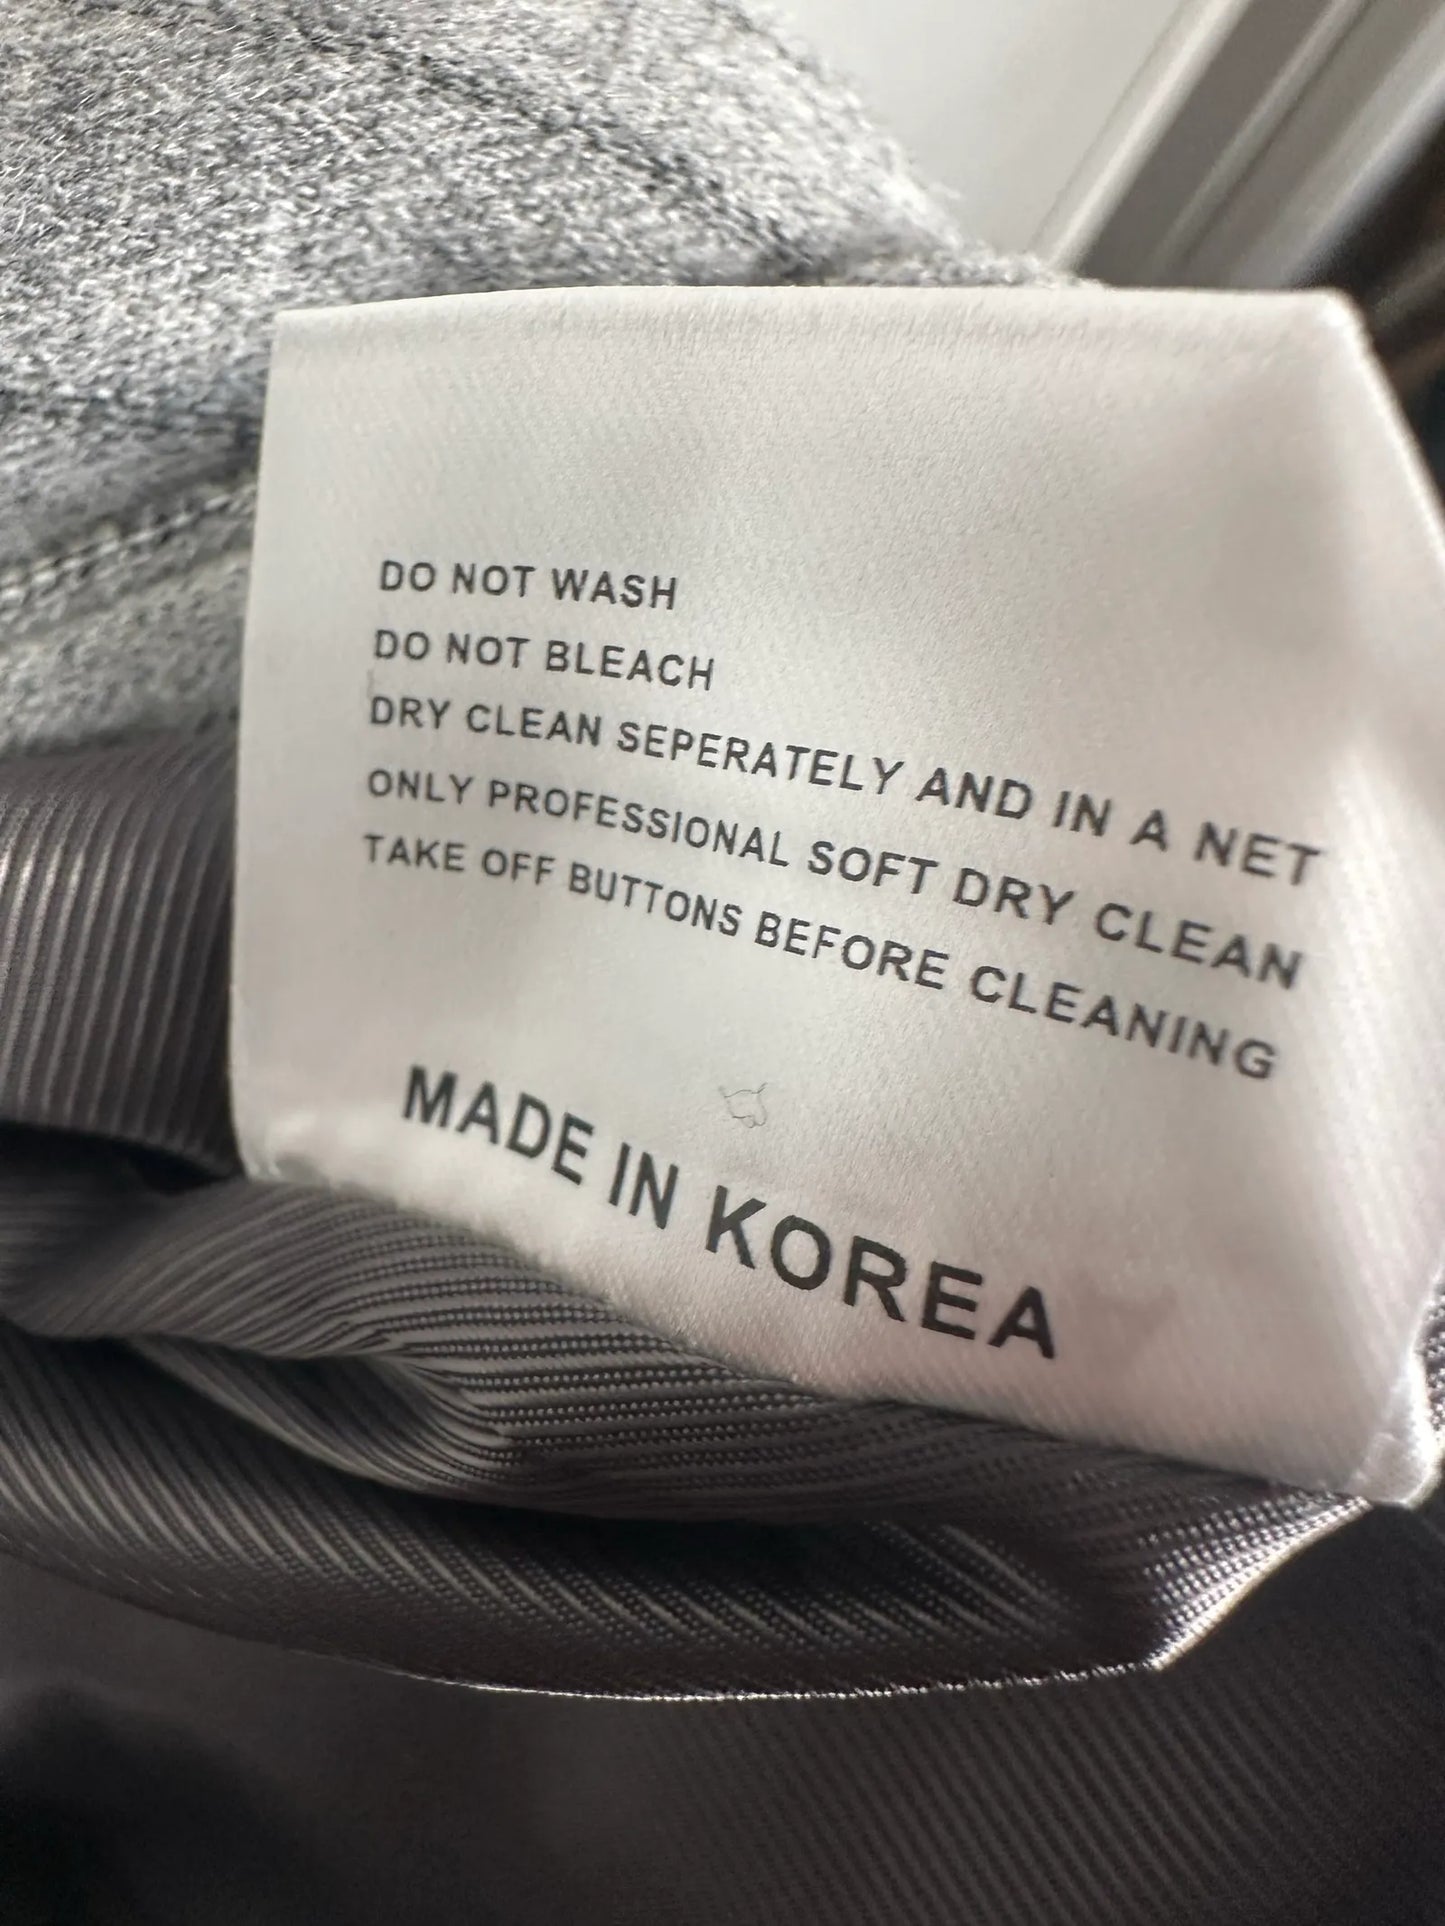 DO NOT WASH
DO NOT BLEACH
DRY CLEAN SEPERATELY AND IN A NET
ONLY PROFESSIONAL SOFT DRY CLEAN
TAKE OFF BUTTONS BEFORE CLEANING
MADE IN KOREA